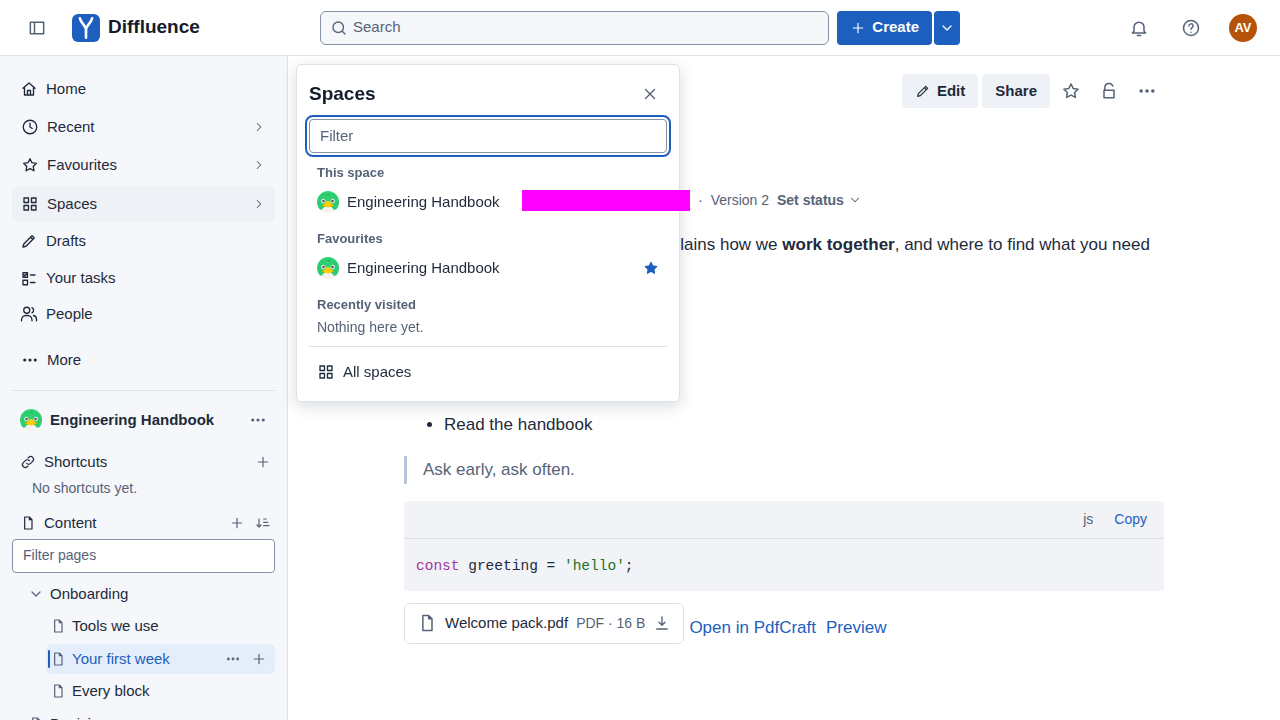 Diffluence
Search
Create
AV
Home
Recent
Favourites
Spaces
Drafts
Your tasks
People
More
Engineering Handbook
Shortcuts
No shortcuts yet.
Content
Filter pages
Onboarding
Tools we use
Your first week
Every block
Spaces
Filter
This space
Engineering Handbook
Favourites
Engineering Handbook
Recently visited
Nothing here yet.
All spaces
Edit
Share
· Version 2 Set status
how we work together, and where to find what you need
Read the handbook
Ask early, ask often.
js
Copy
const greeting = 'hello';
Welcome pack.pdf PDF · 16 B
Open in PdfCraft Preview